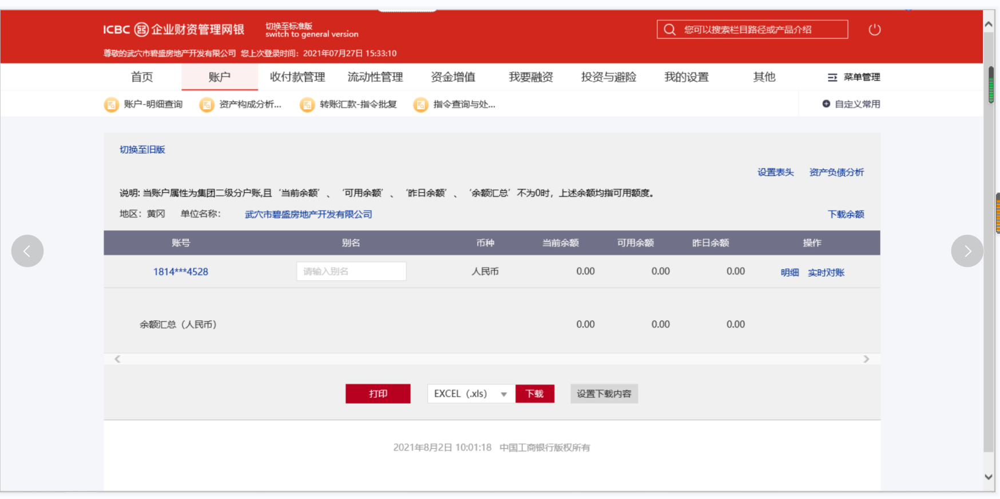 ICBC 企业财资管理网银 切换至标准版 您可以搜索栏目路径或产品介绍
switch to general version
尊敬的武穴市碧盛房地产开发有限公司 您上次登录时间：2021年07月27日 15:33:10
首页 账户 收付款管理 流动性管理 资金增值 我要融资 投资与避险 我的设置 其他 菜单管理
账户-明细查询 资产构成分析... 转账汇款-指令批复 指令查询与处... 自定义常用
切换至旧版
设置表头 资产负债分析
说明: 当账户属性为集团二级分户账,且‘当前余额’、‘可用余额’、‘昨日余额’、‘余额汇总’不为0时，上述余额均指可用额度。
地区：黄冈 单位名称： 武穴市碧盛房地产开发有限公司 下载余额
账号 别名 币种 当前余额 可用余额 昨日余额 操作
1814***4528 请输入别名 人民币 0.00 0.00 0.00 明细 实时对账
余额汇总（人民币） 0.00 0.00 0.00
打印 EXCEL（.xls） 下载 设置下载内容
2021年8月2日 10:01:18 中国工商银行版权所有